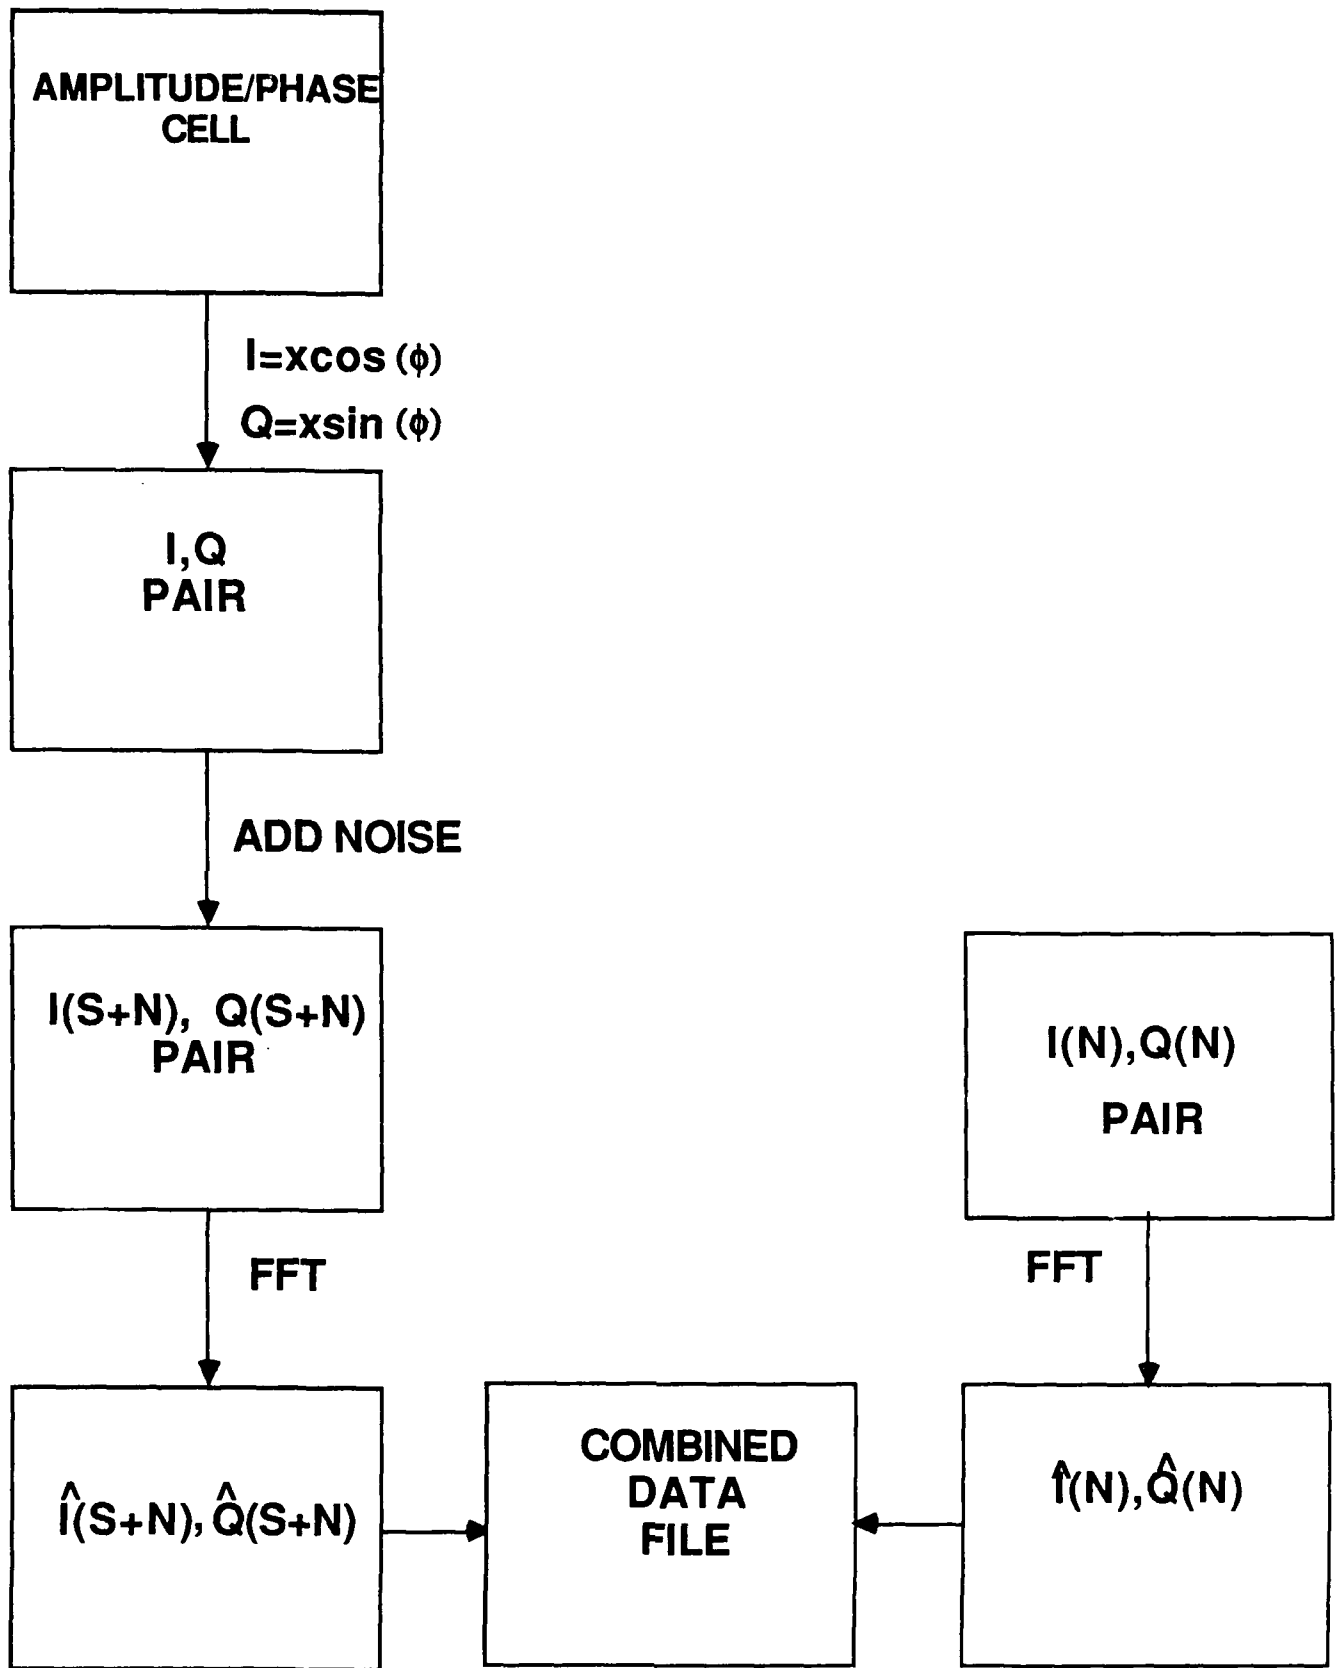 AMPLITUDE/PHASE
CELL
I=xcos (ϕ)
Q=xsin (ϕ)
I,Q
PAIR
ADD NOISE
I(S+N), Q(S+N)
PAIR
FFT
Î(S+N), Q̂(S+N)
I(N),Q(N)
PAIR
FFT
Î(N),Q̂(N)
COMBINED
DATA
FILE